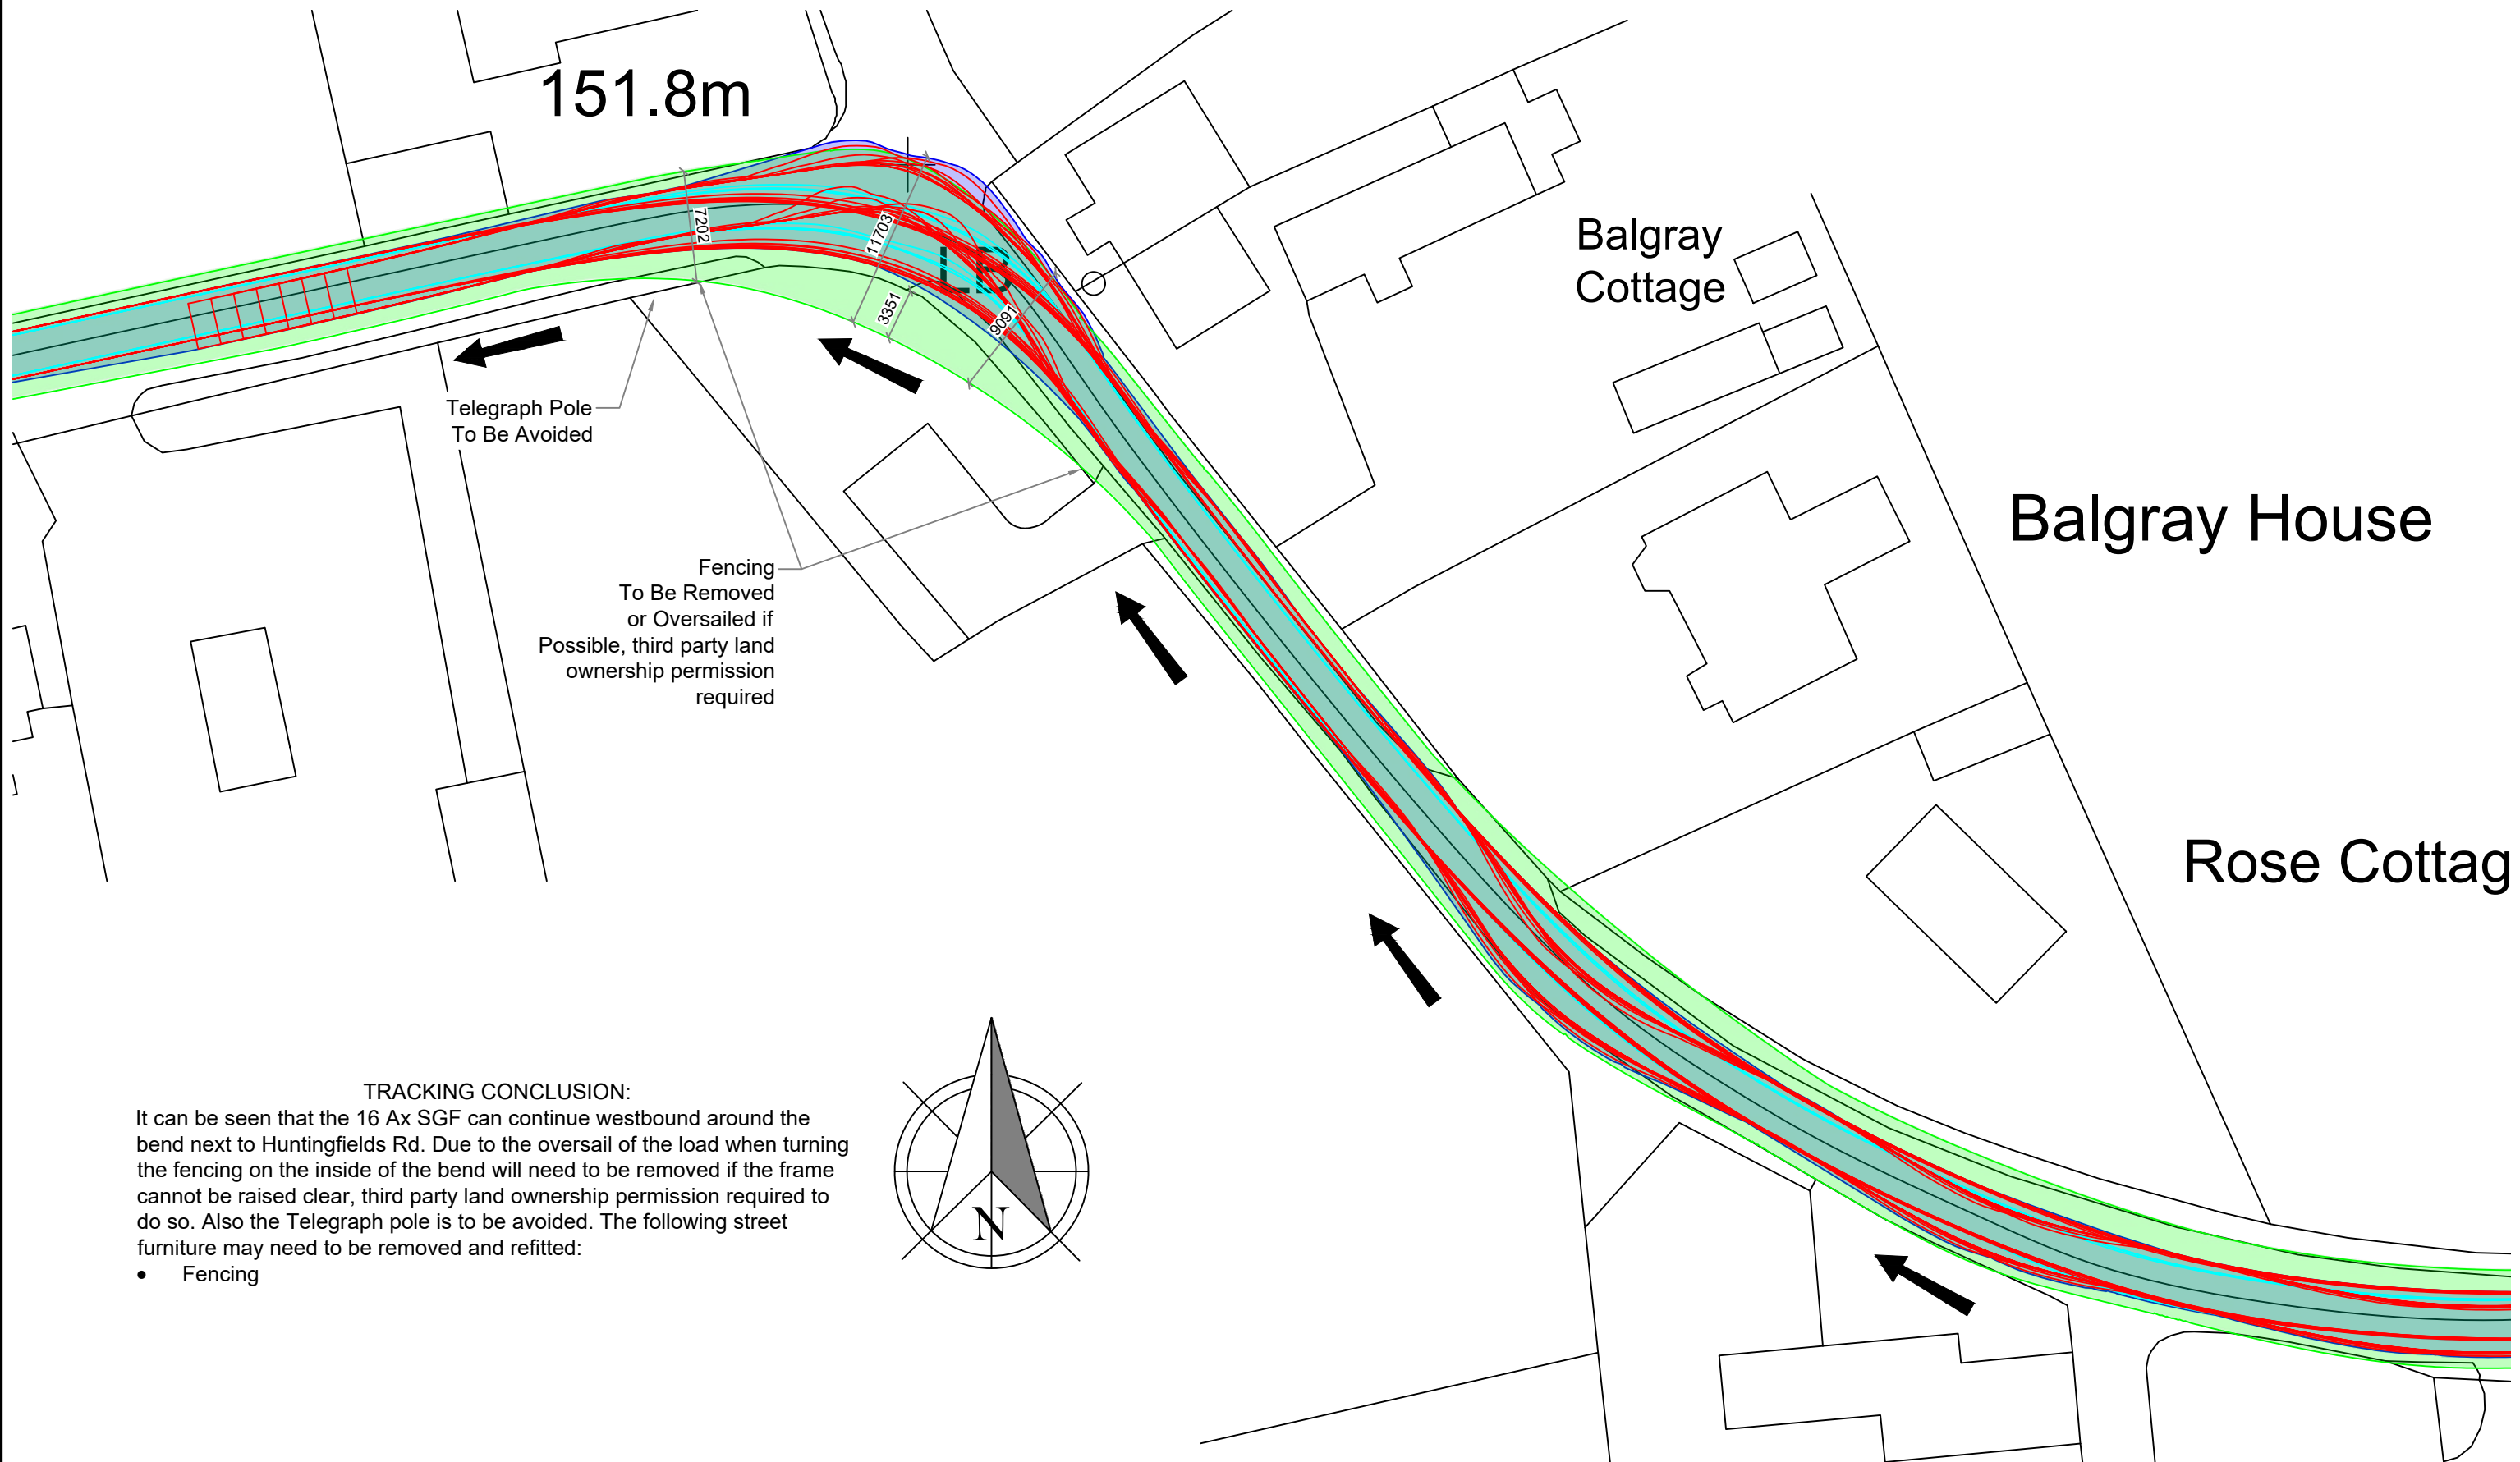 151.8m
7202
11703
3351
9091
LB
Balgray
Cottage
Balgray House
Rose Cottag
Telegraph Pole
To Be Avoided
Fencing
To Be Removed
or Oversailed if
Possible, third party land
ownership permission
required
TRACKING CONCLUSION:
It can be seen that the 16 Ax SGF can continue westbound around the
bend next to Huntingfields Rd. Due to the oversail of the load when turning
the fencing on the inside of the bend will need to be removed if the frame
cannot be raised clear, third party land ownership permission required to
do so. Also the Telegraph pole is to be avoided. The following street
furniture may need to be removed and refitted:
• Fencing
N